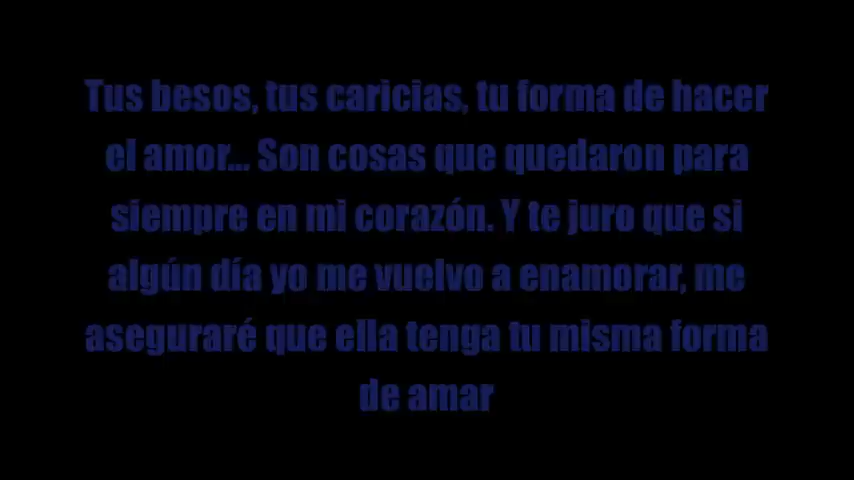 Tus besos, tus caricias, tu forma de hacer
el amor... Son cosas que quedaron para
siempre en mi corazón. Y te juro que si
algún día yo me vuelvo a enamorar, me
aseguraré que ella tenga tu misma forma
de amar